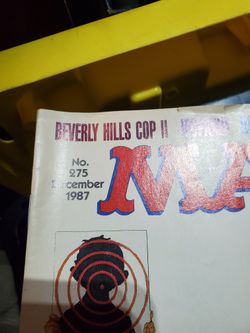 BEVERLY HILLS COP II
No.
275
December
1987
MA